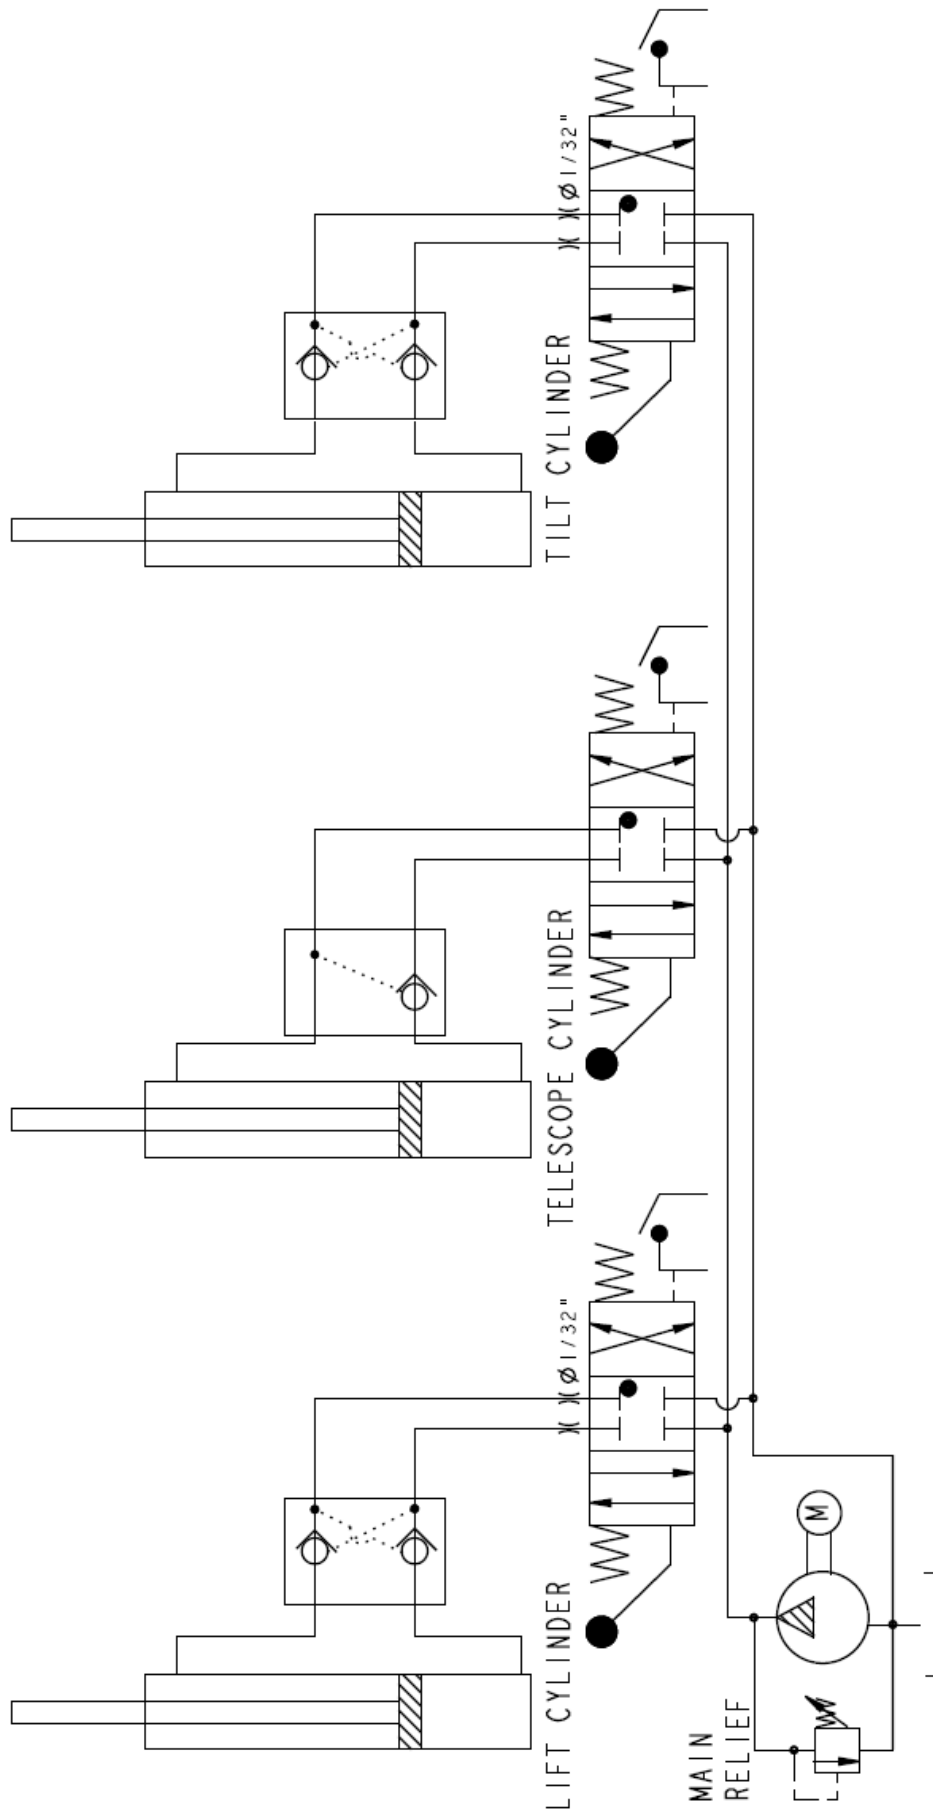 Ø1/32"
TILT CYLINDER
TELESCOPE CYLINDER
Ø1/32"
LIFT CYLINDER
M
MAIN
RELIEF